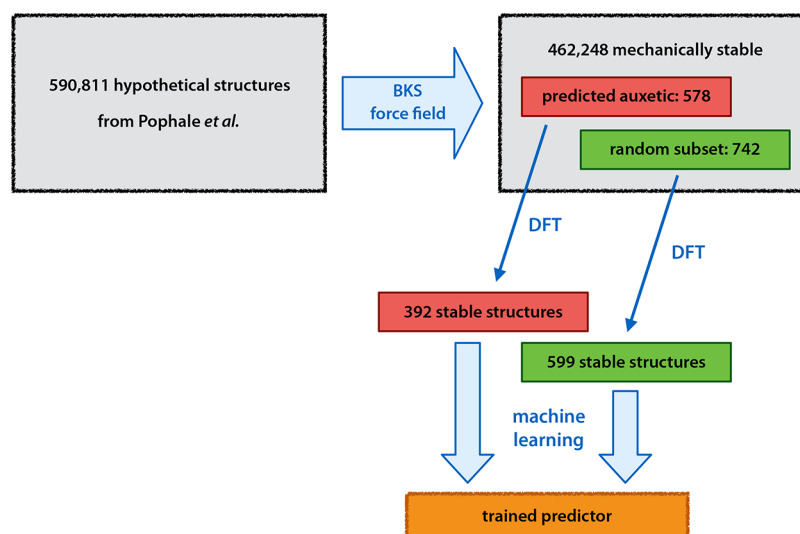 590,811 hypothetical structures
from Pophale et al.
BKS
force field
462,248 mechanically stable
predicted auxetic: 578
random subset: 742
DFT
DFT
392 stable structures
599 stable structures
machine
learning
trained predictor